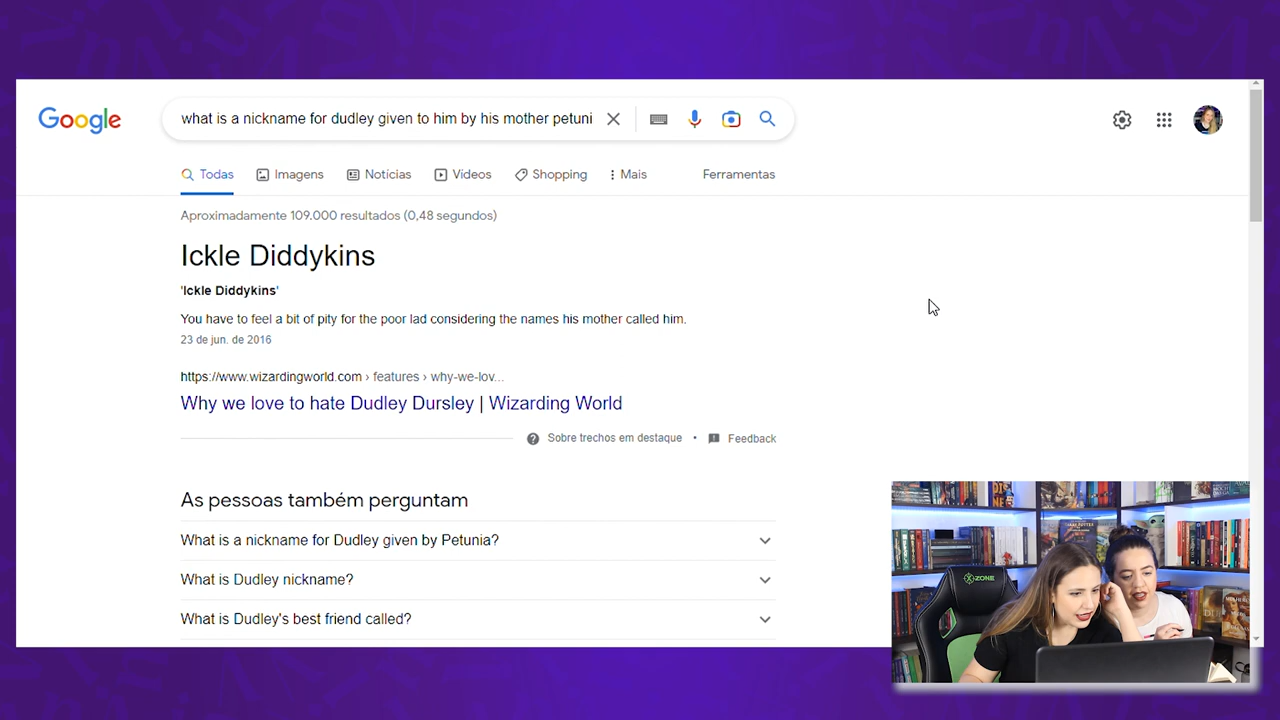 Google
what is a nickname for dudley given to him by his mother petuni
Todas
Imagens
Notícias
Vídeos
Shopping
Mais
Ferramentas
Aproximadamente 109.000 resultados (0,48 segundos)
Ickle Diddykins
'Ickle Diddykins'
You have to feel a bit of pity for the poor lad considering the names his mother called him.
23 de jun. de 2016
https://www.wizardingworld.com › features › why-we-lov...
Why we love to hate Dudley Dursley | Wizarding World
Sobre trechos em destaque • Feedback
As pessoas também perguntam
What is a nickname for Dudley given by Petunia?
What is Dudley nickname?
What is Dudley's best friend called?
X-ZONE